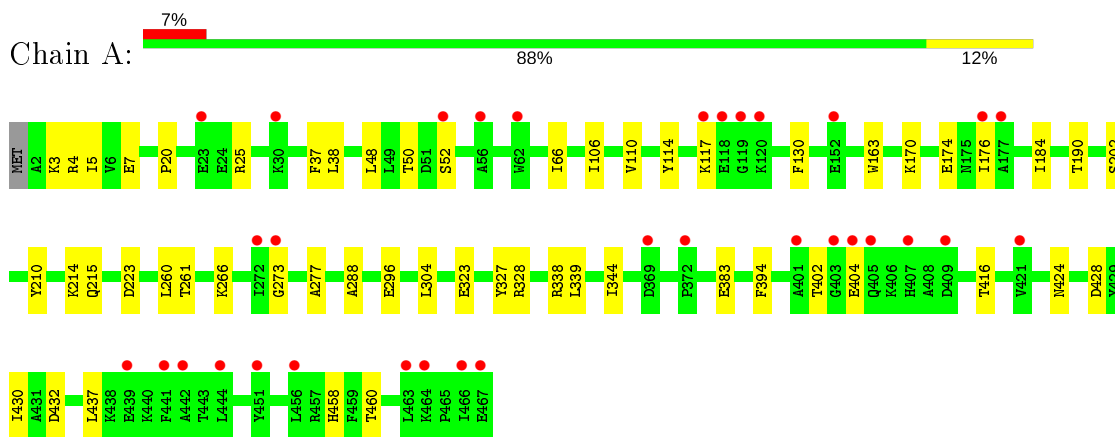 7%
Chain A:
88%
12%
MET A2 K3 R4 I5 V6 E7 P20 E23 E24 R25 K30 F37 L38 L48 L49 T50 D51 S52 A56 W62 I66 I106 V110 Y114 K117 E118 G119 K120 F130 E152 W163 K170 E174 N175 I176 A177 I184 T190
Y210 K214 Q215 D223 L260 T261 K266 I272 G273 A277 A288 E296 L304 E323 Y327 R328 R338 L339 I344 D369 P372 E383 F394 A401 T402 G403 E404 Q405 K406 H407 A408 D409 T416 V421 N424 D428
I430 A431 D432 L437 K438 E439 K440 F441 A442 T443 L444 Y451 L456 R457 H458 F459 T460 L463 K464 P465 I466 E467